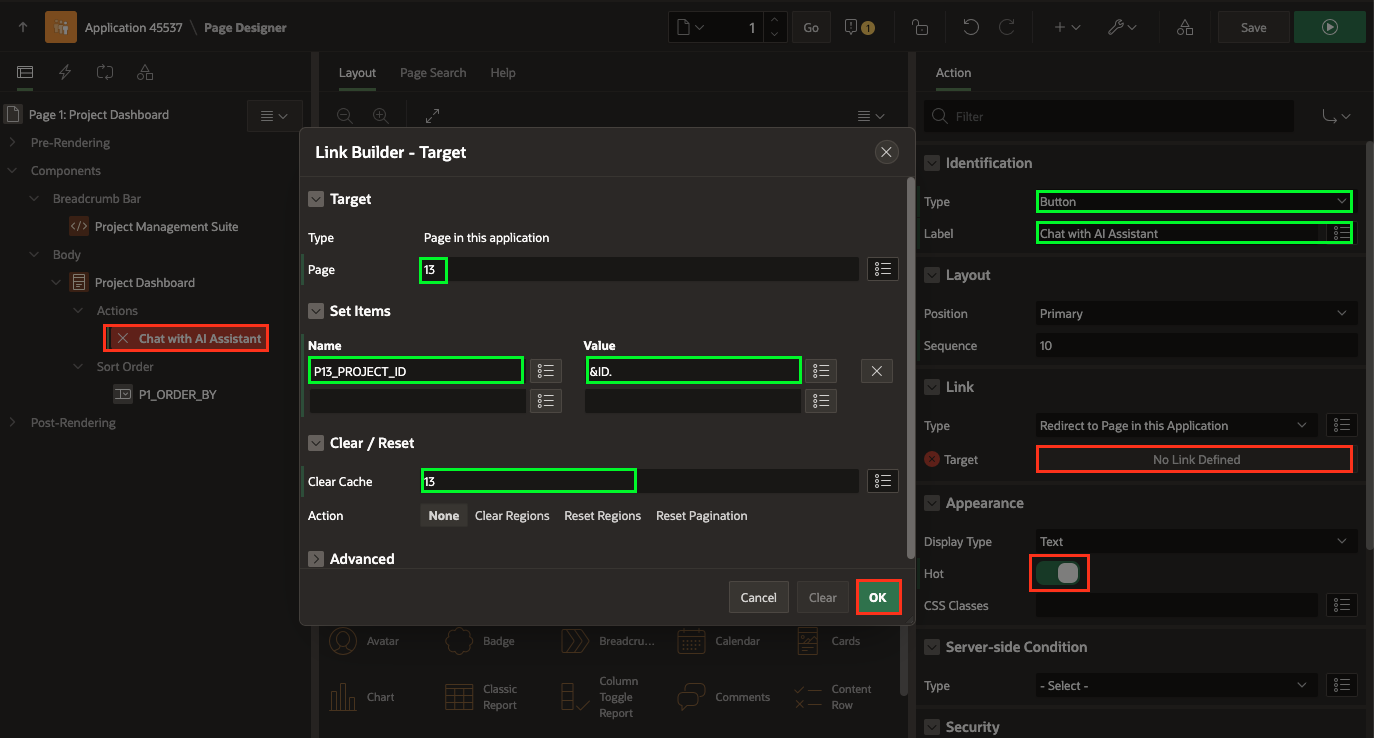 Application 45537 \ Page Designer
1
Go
1
Save
Page 1: Project Dashboard
Pre-Rendering
Components
Breadcrumb Bar
Project Management Suite
Body
Project Dashboard
Actions
Chat with AI Assistant
Sort Order
P1_ORDER_BY
Post-Rendering
Layout
Page Search
Help
Link Builder - Target
Target
Type
Page in this application
Page
13
Set Items
Name
Value
P13_PROJECT_ID
&ID.
Clear / Reset
Clear Cache
13
Action
None
Clear Regions
Reset Regions
Reset Pagination
Advanced
Cancel
Clear
OK
Avatar
Badge
Breadcru...
Calendar
Cards
Chart
Classic
Report
Column
Toggle
Report
Comments
Content
Row
Action
Filter
Identification
Type
Button
Label
Chat with AI Assistant
Layout
Position
Primary
Sequence
10
Link
Type
Redirect to Page in this Application
Target
No Link Defined
Appearance
Display Type
Text
Hot
CSS Classes
Server-side Condition
Type
- Select -
Security